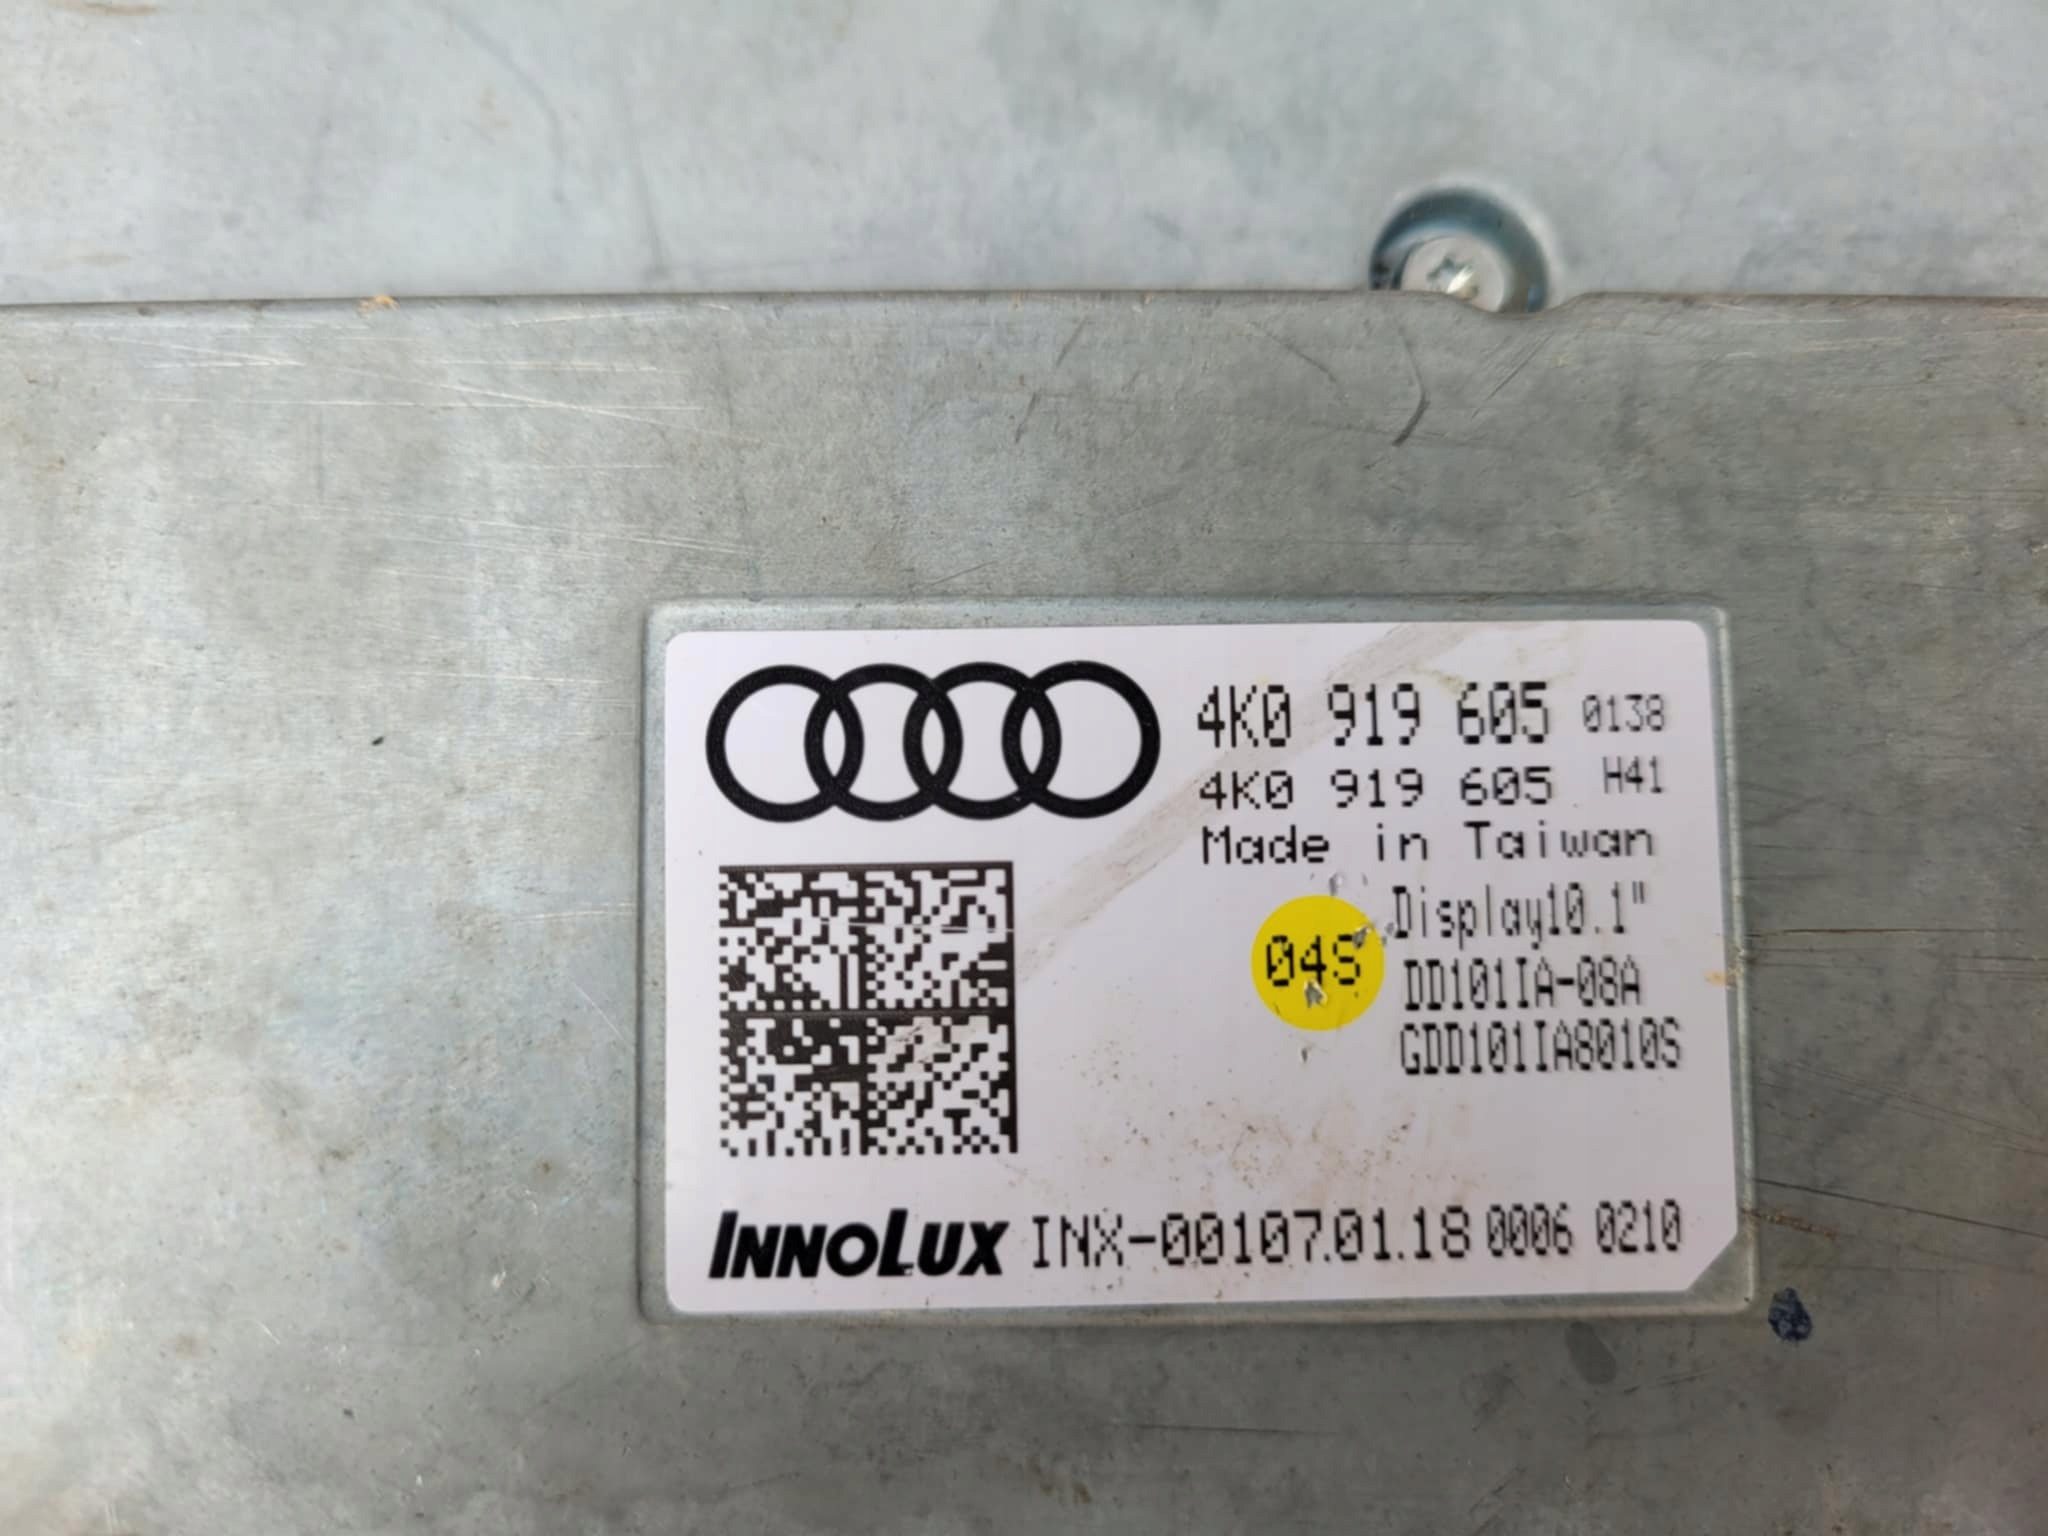 4K0 919 605 0138
4K0 919 605 H41
Made in Taiwan
Display10.1"
04S DD101IA-08A
GDD101IA8010S
INNOLUX INX-00107.01.18 0006 0210